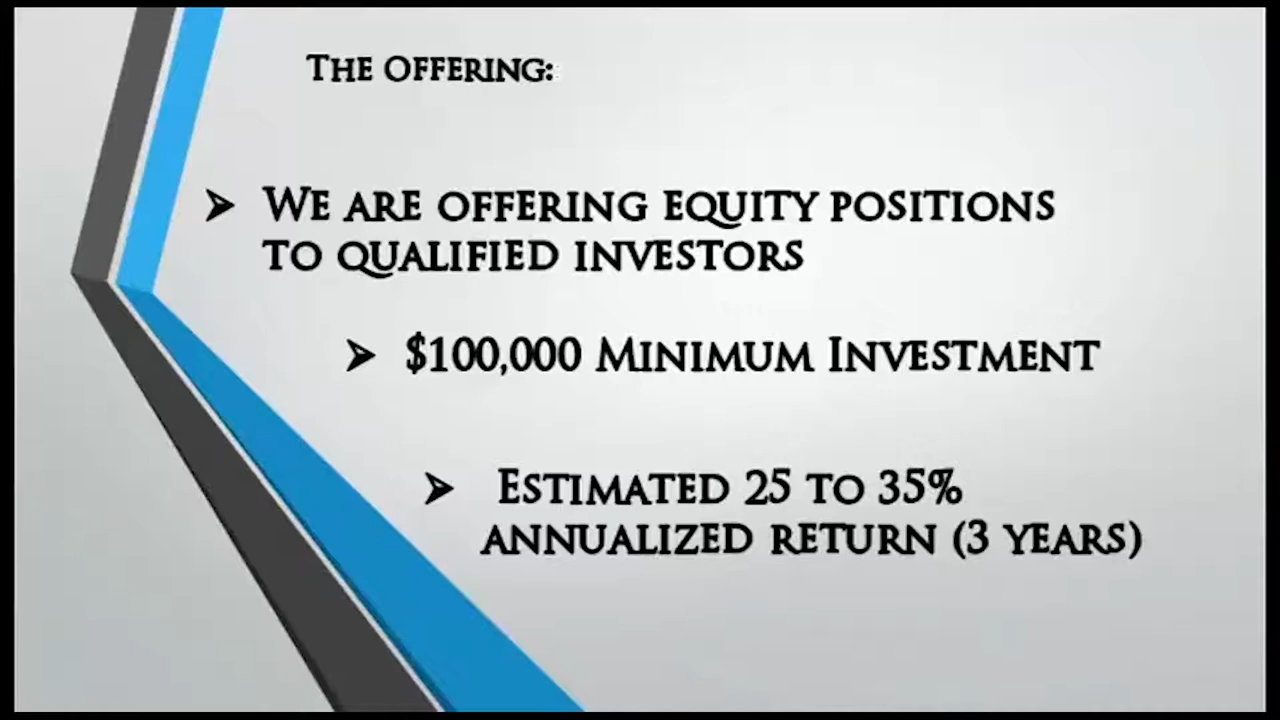 The offering:
We are offering equity positions
to qualified investors
$100,000 Minimum Investment
Estimated 25 to 35%
annualized return (3 years)